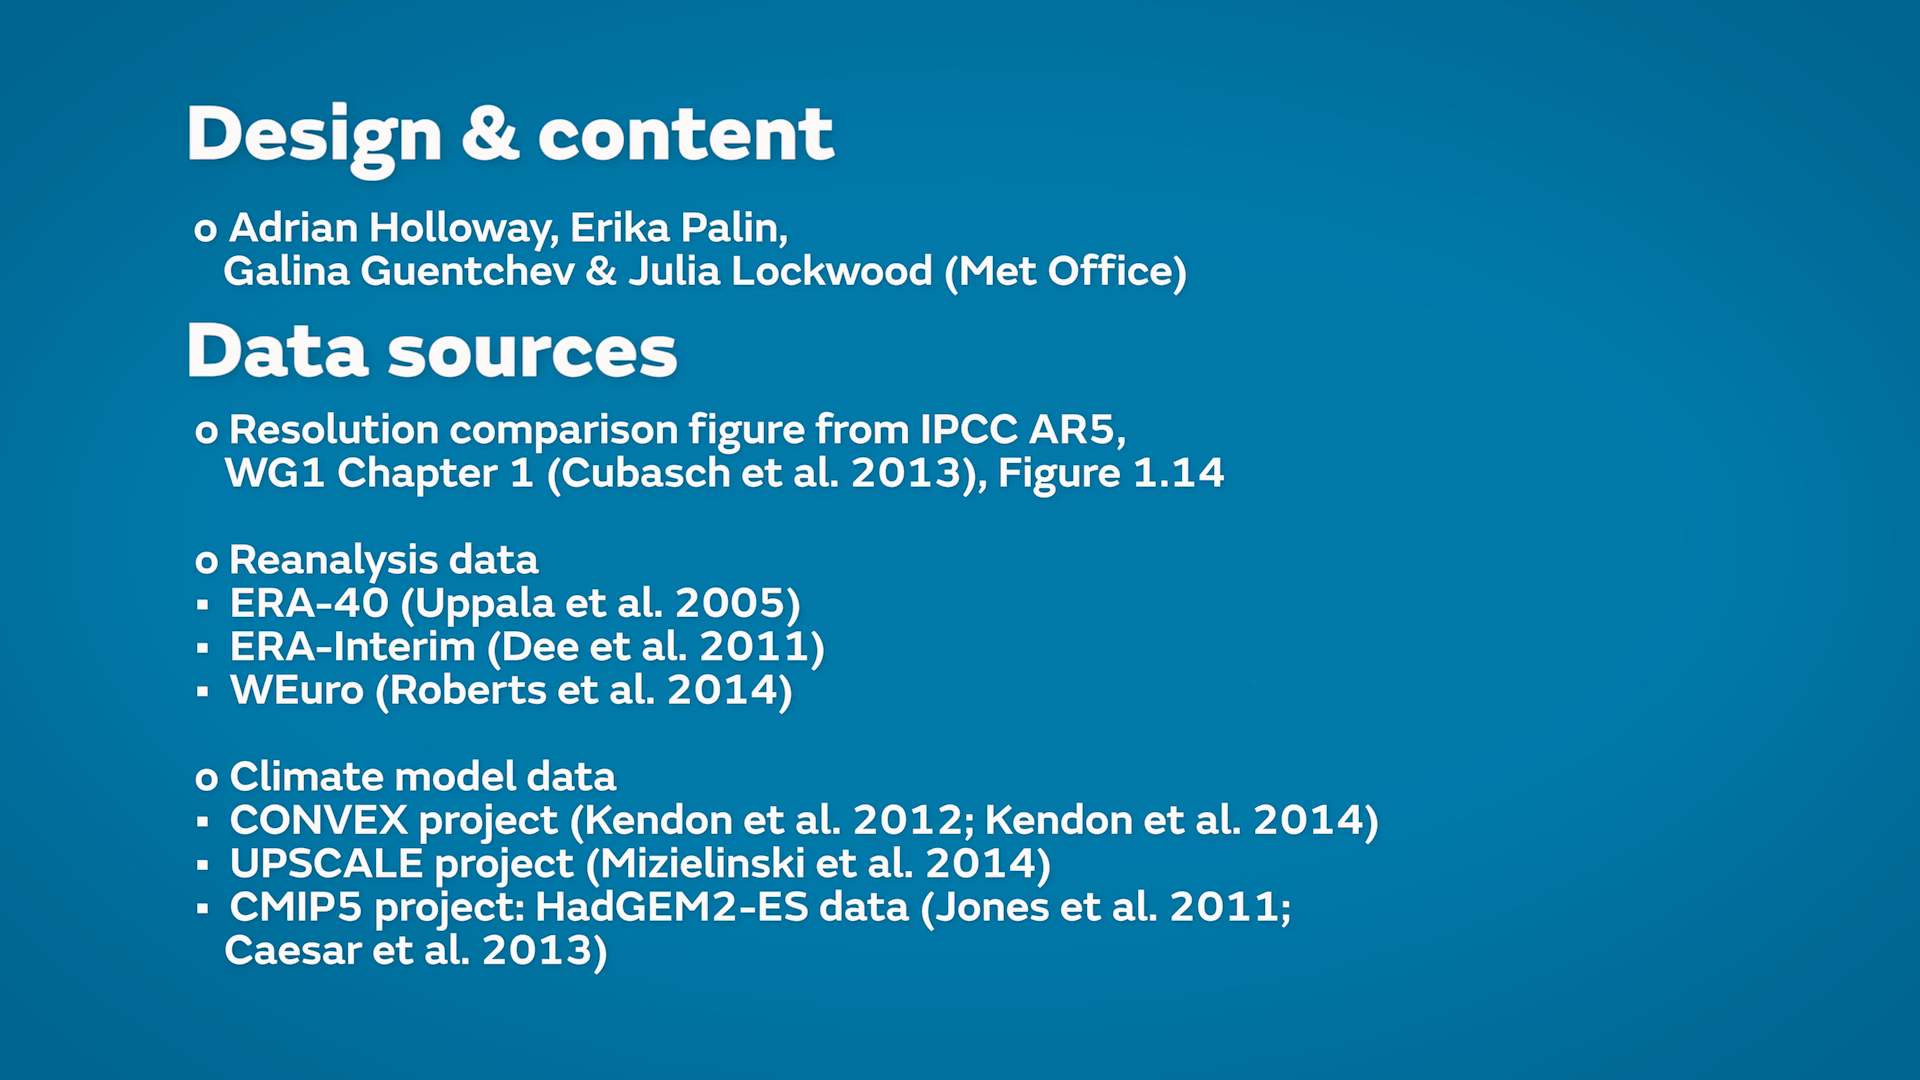 Design & content
o Adrian Holloway, Erika Palin,
Galina Guentchev & Julia Lockwood (Met Office)
Data sources
o Resolution comparison figure from IPCC AR5,
WG1 Chapter 1 (Cubasch et al. 2013), Figure 1.14
o Reanalysis data
▪ ERA-40 (Uppala et al. 2005)
▪ ERA-Interim (Dee et al. 2011)
▪ WEuro (Roberts et al. 2014)
o Climate model data
▪ CONVEX project (Kendon et al. 2012; Kendon et al. 2014)
▪ UPSCALE project (Mizielinski et al. 2014)
▪ CMIP5 project: HadGEM2-ES data (Jones et al. 2011;
Caesar et al. 2013)